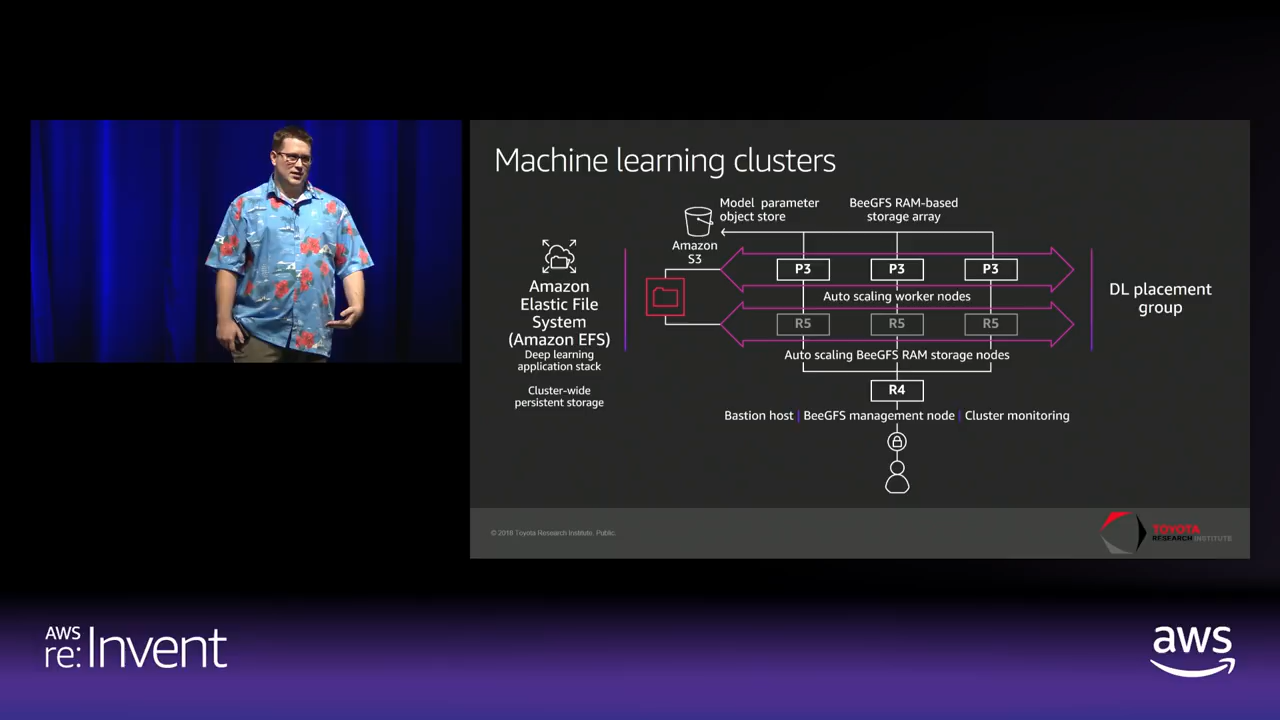 Machine learning clusters
Model parameter
object store
BeeGFS RAM-based
storage array
Amazon
S3
Amazon
Elastic File
System
(Amazon EFS)
Deep learning
application stack
Cluster-wide
persistent storage
P3
P3
P3
Auto scaling worker nodes
R5
R5
R5
Auto scaling BeeGFS RAM storage nodes
R4
Bastion host | BeeGFS management node | Cluster monitoring
DL placement
group
© 2018 Toyota Research Institute. Public.
TOYOTA
RESEARCH INSTITUTE
AWS
re:Invent
aws